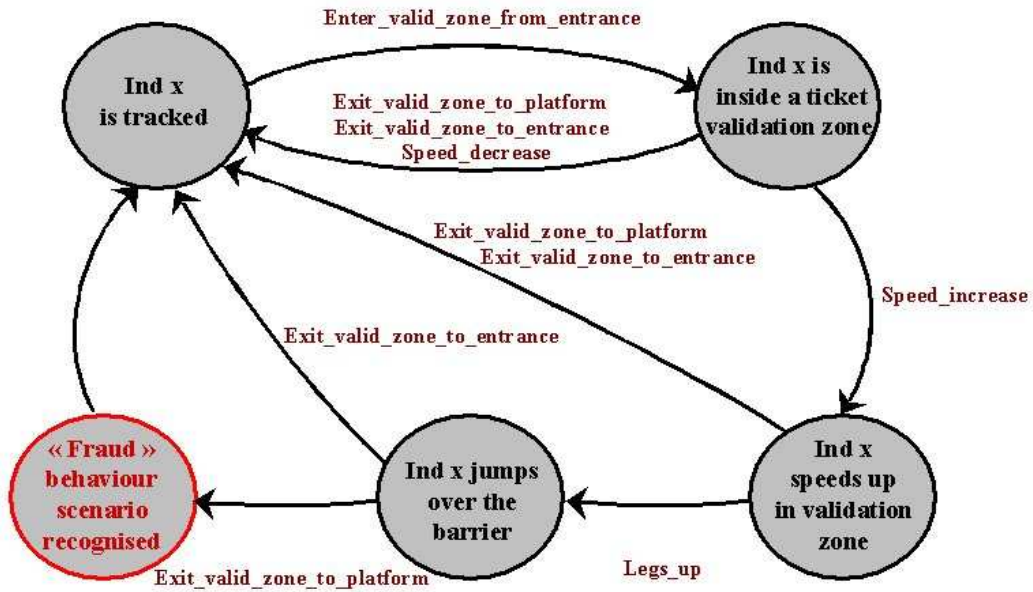 Enter_valid_zone_from_entrance
Ind x
is tracked
Ind x is
inside a ticket
validation zone
Exit_valid_zone_to_platform
Exit_valid_zone_to_entrance
Speed_decrease
Exit_valid_zone_to_platform
Exit_valid_zone_to_entrance
Speed_increase
Exit_valid_zone_to_entrance
« Fraud »
behaviour
scenario
recognised
Ind x jumps
over the
barrier
Ind x
speeds up
in validation
zone
Exit_valid_zone_to_platform
Legs_up